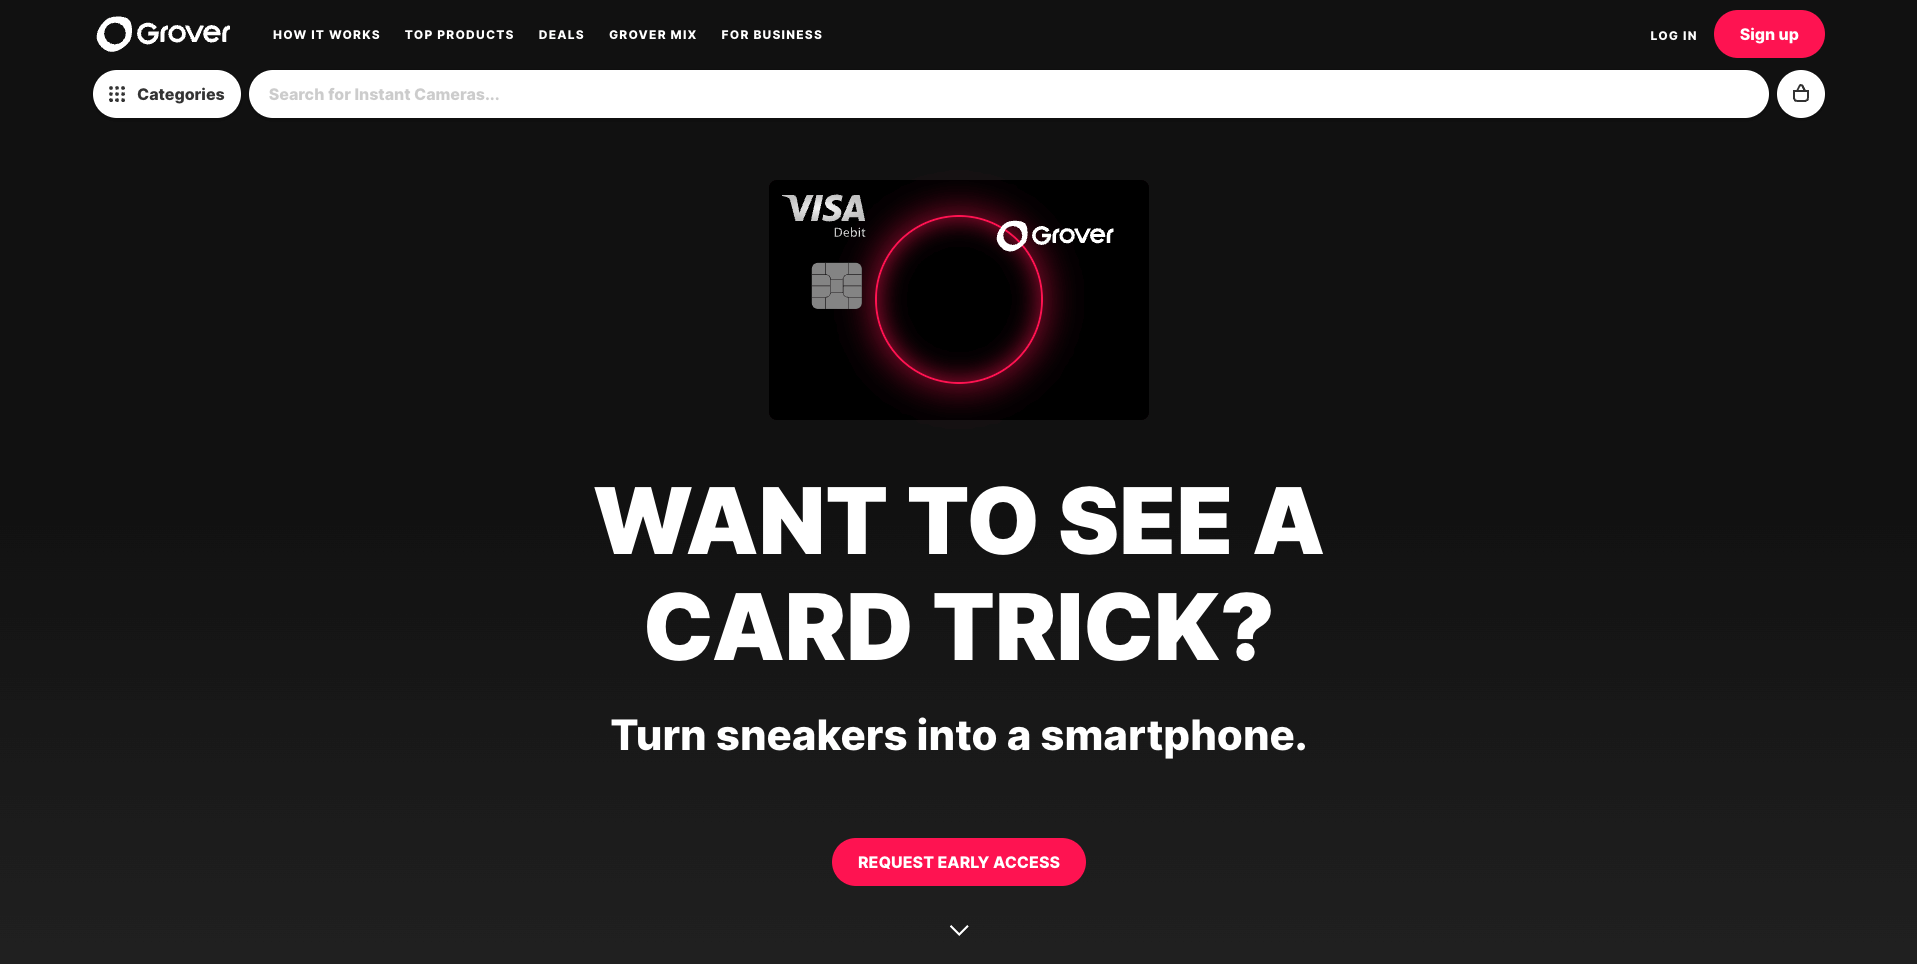 Grover
HOW IT WORKS
TOP PRODUCTS
DEALS
GROVER MIX
FOR BUSINESS
LOG IN
Sign up
Categories
Search for Instant Cameras...
VISA
Debit
Grover
WANT TO SEE A
CARD TRICK?
Turn sneakers into a smartphone.
REQUEST EARLY ACCESS